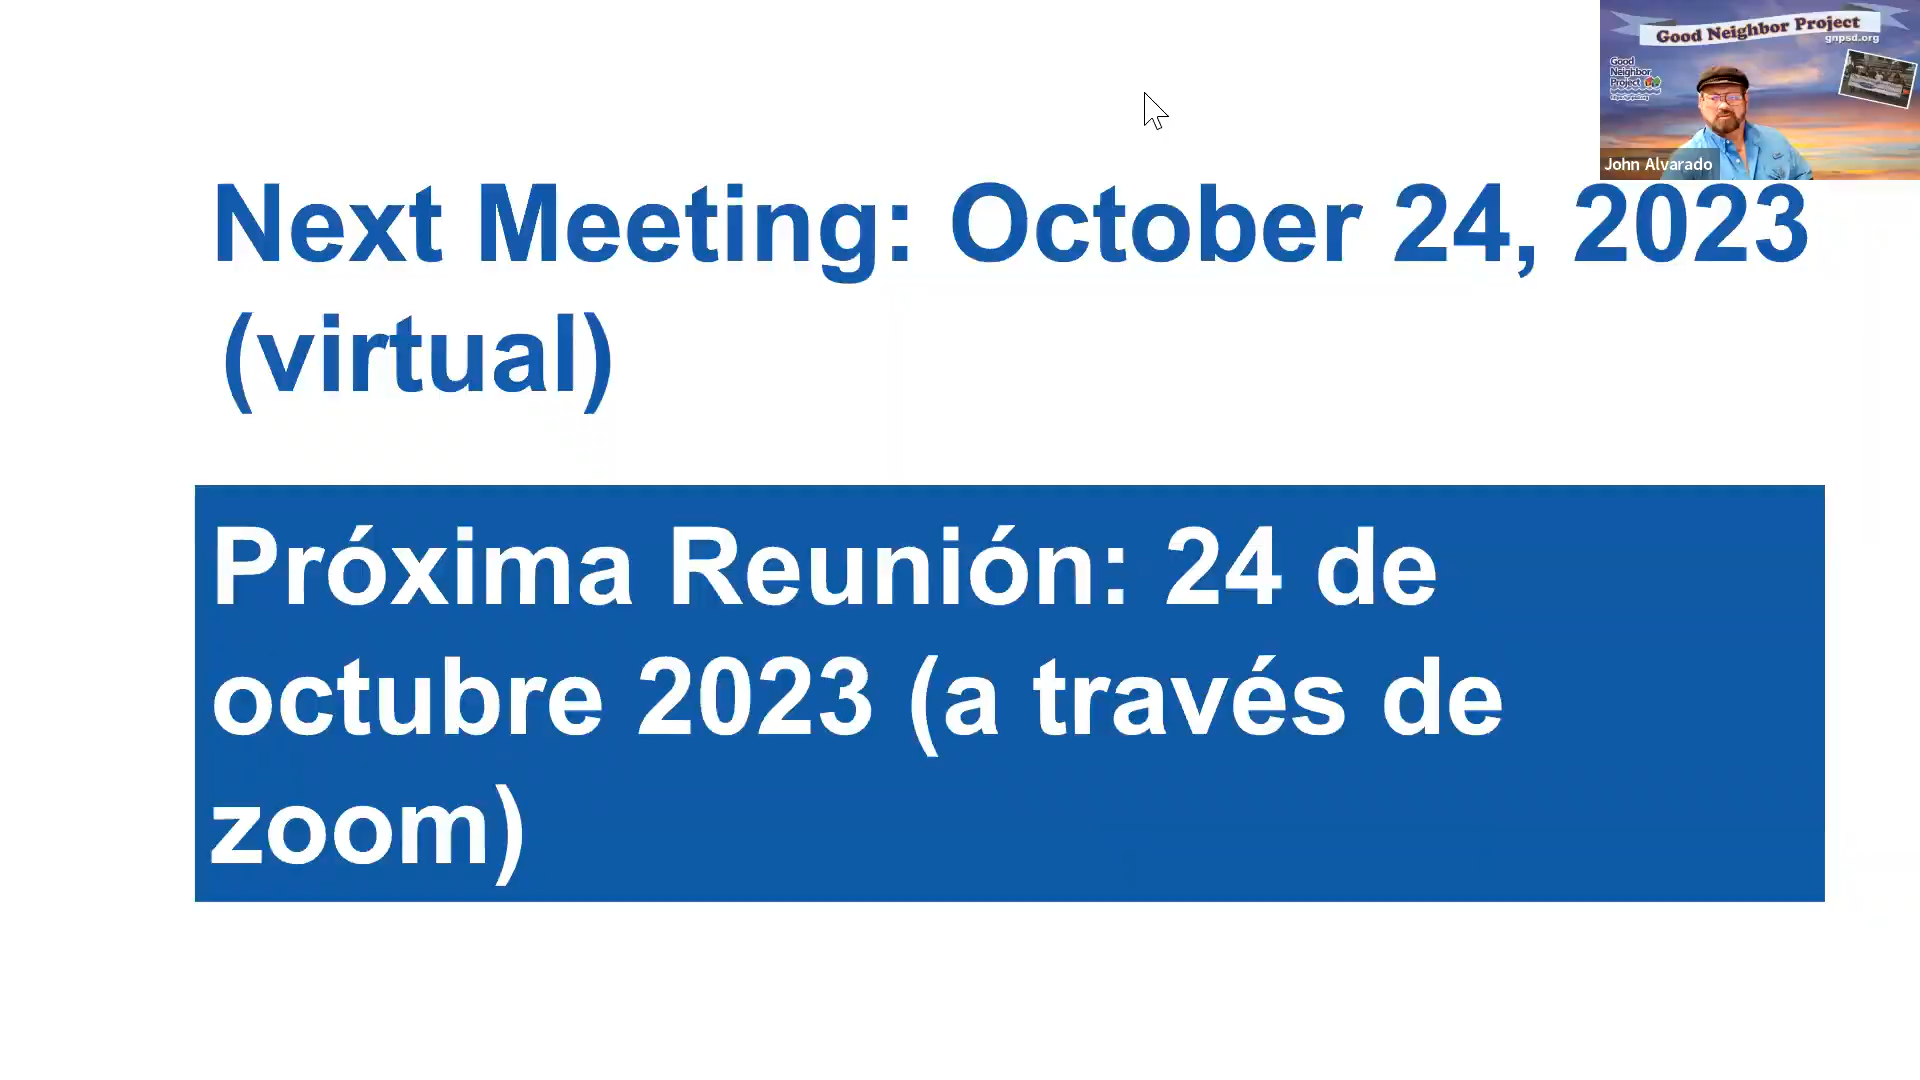 Good Neighbor Project
gnpsd.org
Good
Neighbor
Project
John Alvarado
Next Meeting: October 24, 2023
(virtual)
Próxima Reunión: 24 de
octubre 2023 (a través de
zoom)